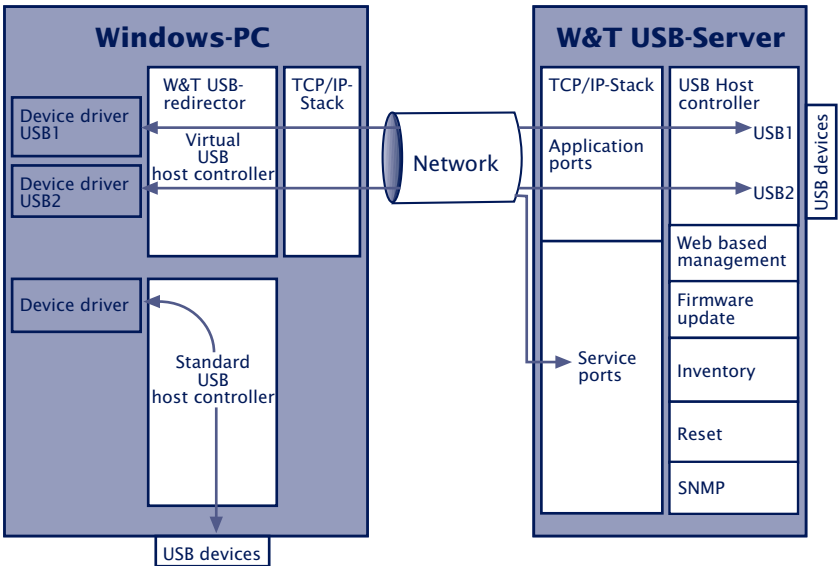 Windows-PC
W&T USB-
redirector
TCP/IP-
Stack
Device driver
USB1
Virtual
USB
host controller
Device driver
USB2
Device driver
Standard
USB
host controller
USB devices
Network
W&T USB-Server
TCP/IP-Stack
USB Host
controller
Application
ports
USB1
USB2
USB devices
Web based
management
Firmware
update
Service
ports
Inventory
Reset
SNMP